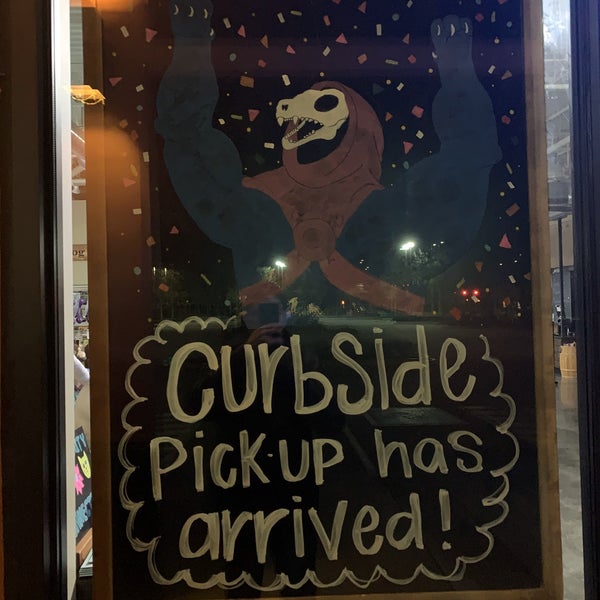 Curbside
Pick-up has
arrived!